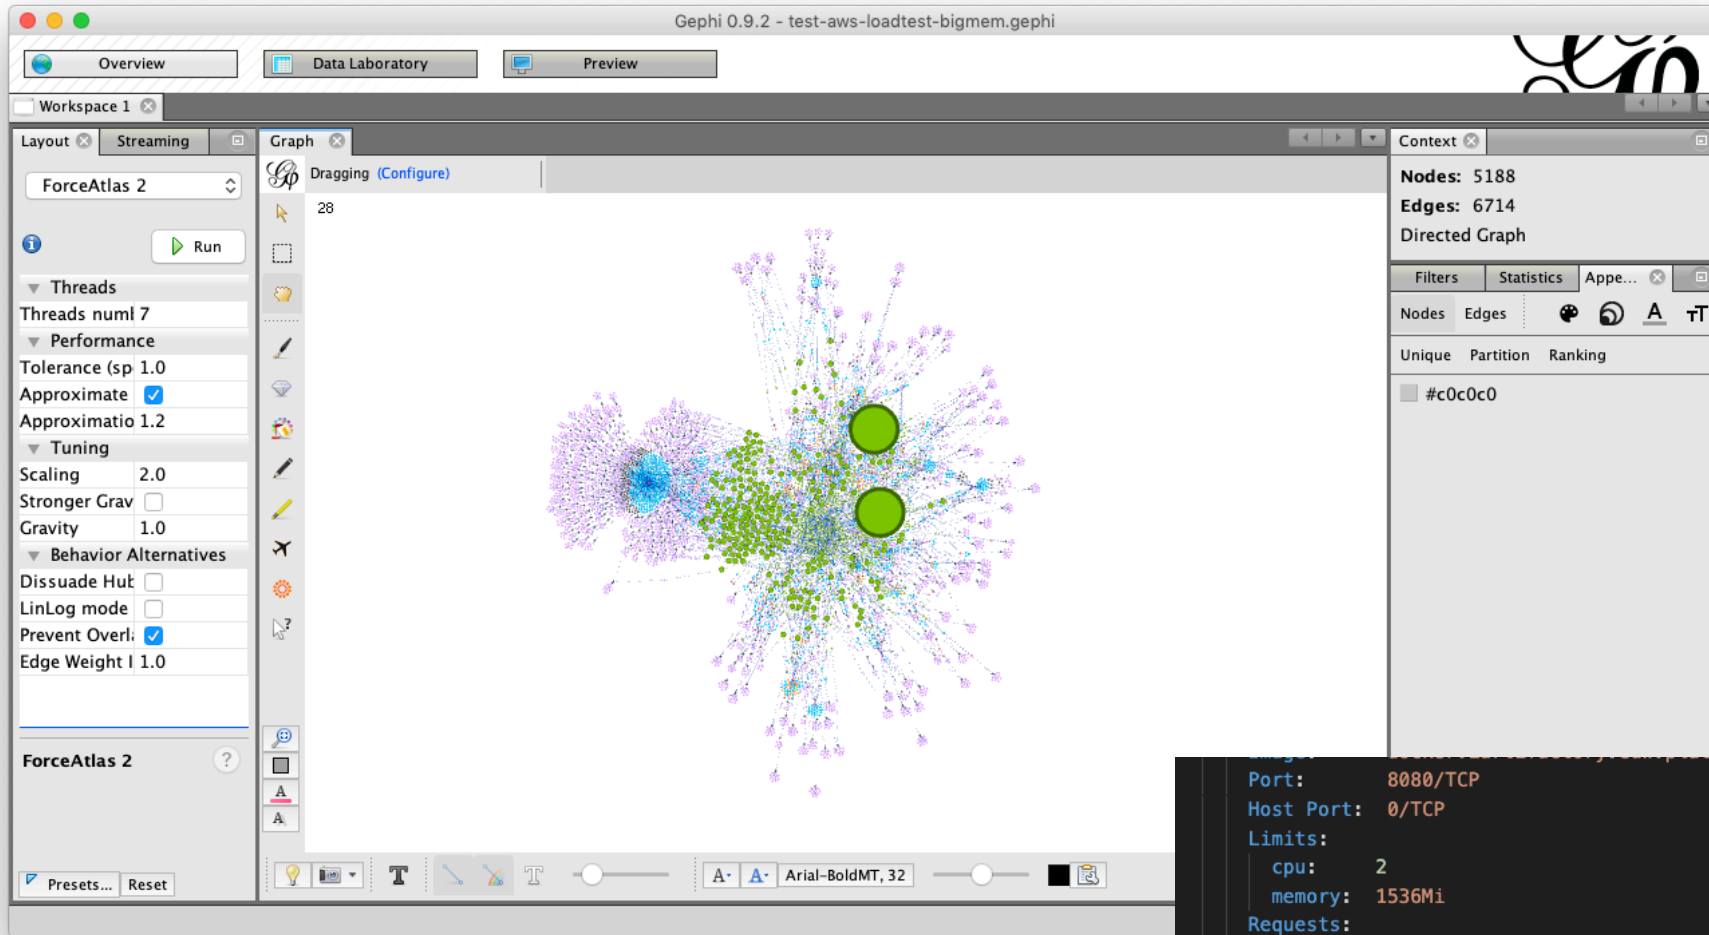 Gephi 0.9.2 - test-aws-loadtest-bigmem.gephi
Overview
Data Laboratory
Preview
Workspace 1
Layout
Streaming
Graph
Context
ForceAtlas 2
Dragging (Configure)
28
Run
Threads
Threads numl 7
Performance
Tolerance (sp 1.0
Approximate
Approximatio 1.2
Tuning
Scaling 2.0
Stronger Grav
Gravity 1.0
Behavior Alternatives
Dissuade Hub
LinLog mode
Prevent Overla
Edge Weight I 1.0
ForceAtlas 2
?
Presets...
Reset
Nodes: 5188
Edges: 6714
Directed Graph
Filters
Statistics
Appe...
Nodes
Edges
Unique
Partition
Ranking
#c0c0c0
Arial-BoldMT, 32
Port: 8080/TCP
Host Port: 0/TCP
Limits:
cpu: 2
memory: 1536Mi
Requests: